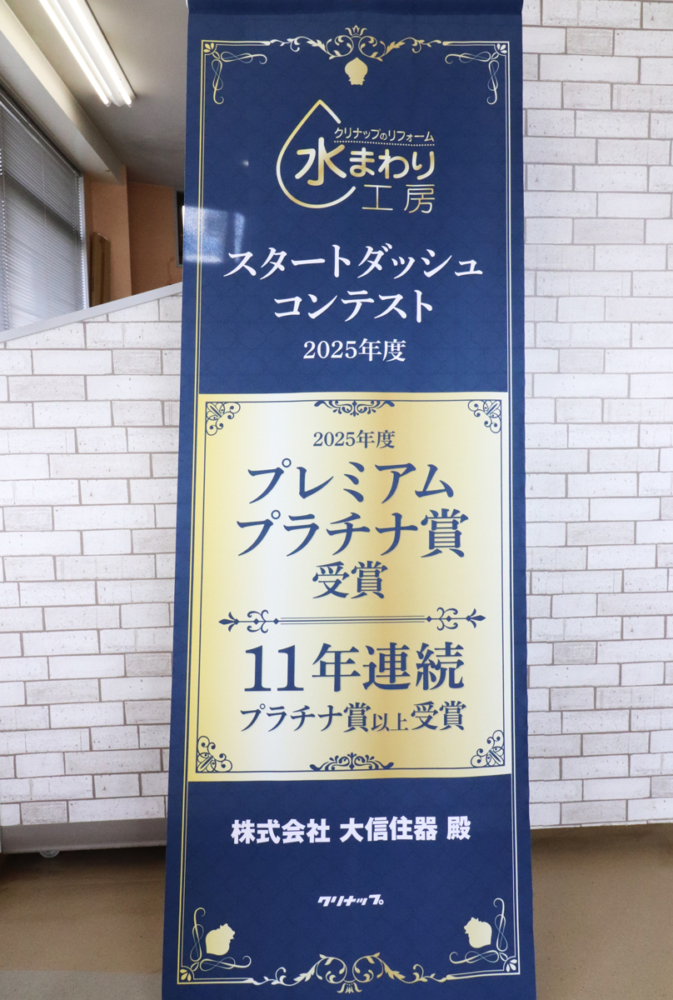 クリナップのリフォーム
水まわり
工房
スタートダッシュ
コンテスト
2025年度
2025年度
プレミアム
プラチナ賞
受賞
11年連続
プラチナ賞以上受賞
株式会社 大信住器 殿
クリナップ。